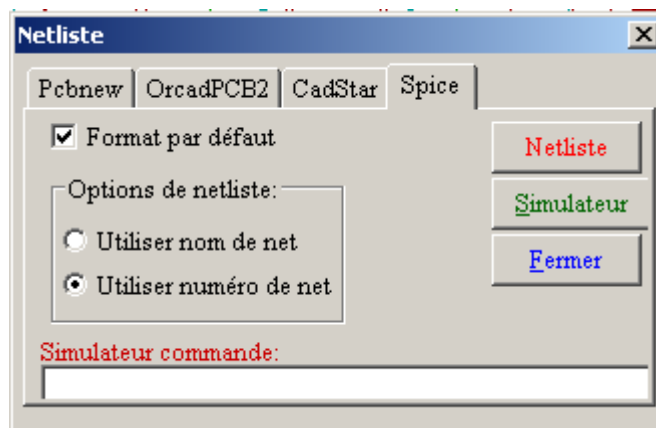 Netliste
Pcbnew OrcadPCB2 CadStar Spice
Format par défaut
Netliste
Options de netliste:
Simulateur
Utiliser nom de net
Fermer
Utiliser numéro de net
Simulateur commande: